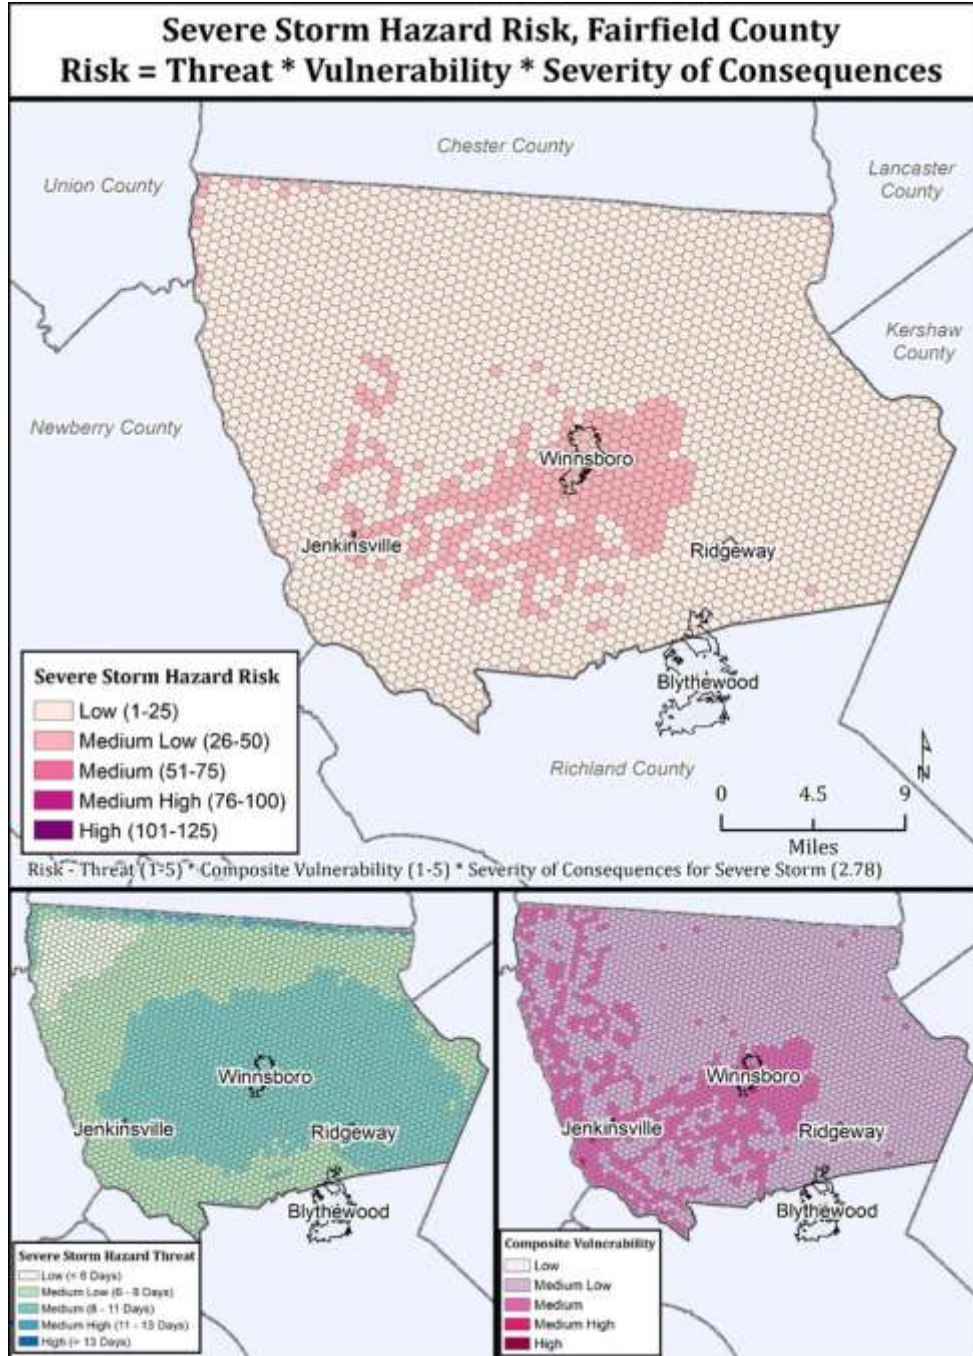 Severe Storm Hazard Risk, Fairfield County
Risk = Threat * Vulnerability * Severity of Consequences
Chester County
Union County
Lancaster
County
Kershaw
County
Newberry County
Winnsboro
Jenkinsville
Ridgeway
Blythewood
Richland County
Severe Storm Hazard Risk
Low (1-25)
Medium Low (26-50)
Medium (51-75)
Medium High (76-100)
High (101-125)
N
0 4.5 9
Miles
Risk - Threat (1-5) * Composite Vulnerability (1-5) * Severity of Consequences for Severe Storm (2.78)
Winnsboro
Jenkinsville
Ridgeway
Blythewood
Severe Storm Hazard Threat
Low (< 6 Days)
Medium Low (6 - 8 Days)
Medium (8 - 11 Days)
Medium High (11 - 13 Days)
High (> 13 Days)
Winnsboro
Jenkinsville
Ridgeway
Blythewood
Composite Vulnerability
Low
Medium Low
Medium
Medium High
High